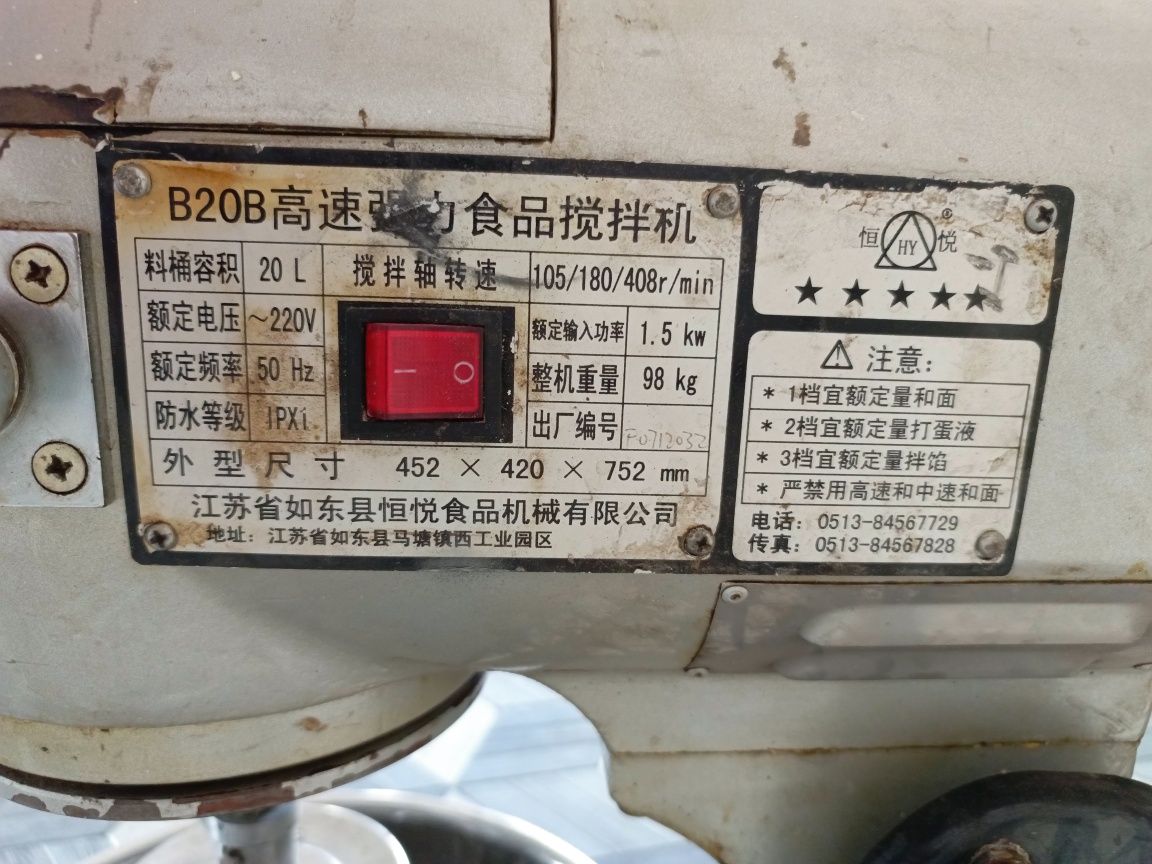 B20B高速强力食品搅拌机
料桶容积 20 L 搅拌轴转速 105/180/408r/min
额定电压 ~220V 额定输入功率 1.5 kw
额定频率 50 Hz 整机重量 98 kg
防水等级 IPXi 出厂编号
外型尺寸 452 × 420 × 752 mm
江苏省如东县恒悦食品机械有限公司
地址: 江苏省如东县马塘镇西工业园区
恒 HY 悦 ®
★ ★ ★ ★ ★
⚠ 注意:
* 1档宜额定量和面
* 2档宜额定量打蛋液
* 3档宜额定量拌馅
* 严禁用高速和中速和面
电话: 0513-84567729
传真: 0513-84567828